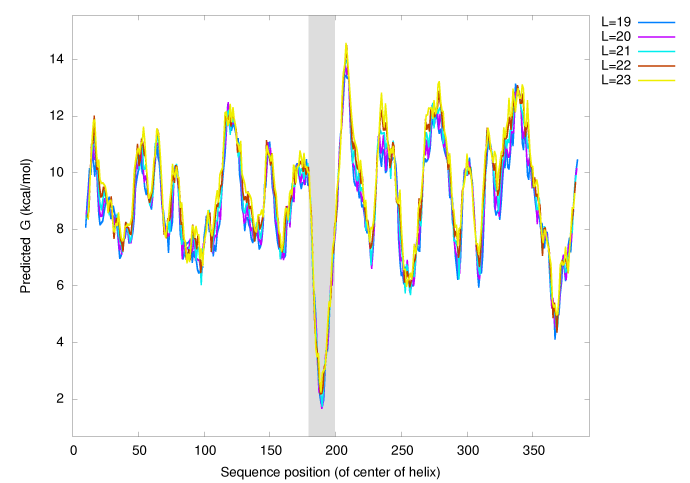 L=19
L=20
L=21
L=22
L=23
14
12
10
8
6
4
2
Predicted G (kcal/mol)
0 50 100 150 200 250 300 350
Sequence position (of center of helix)